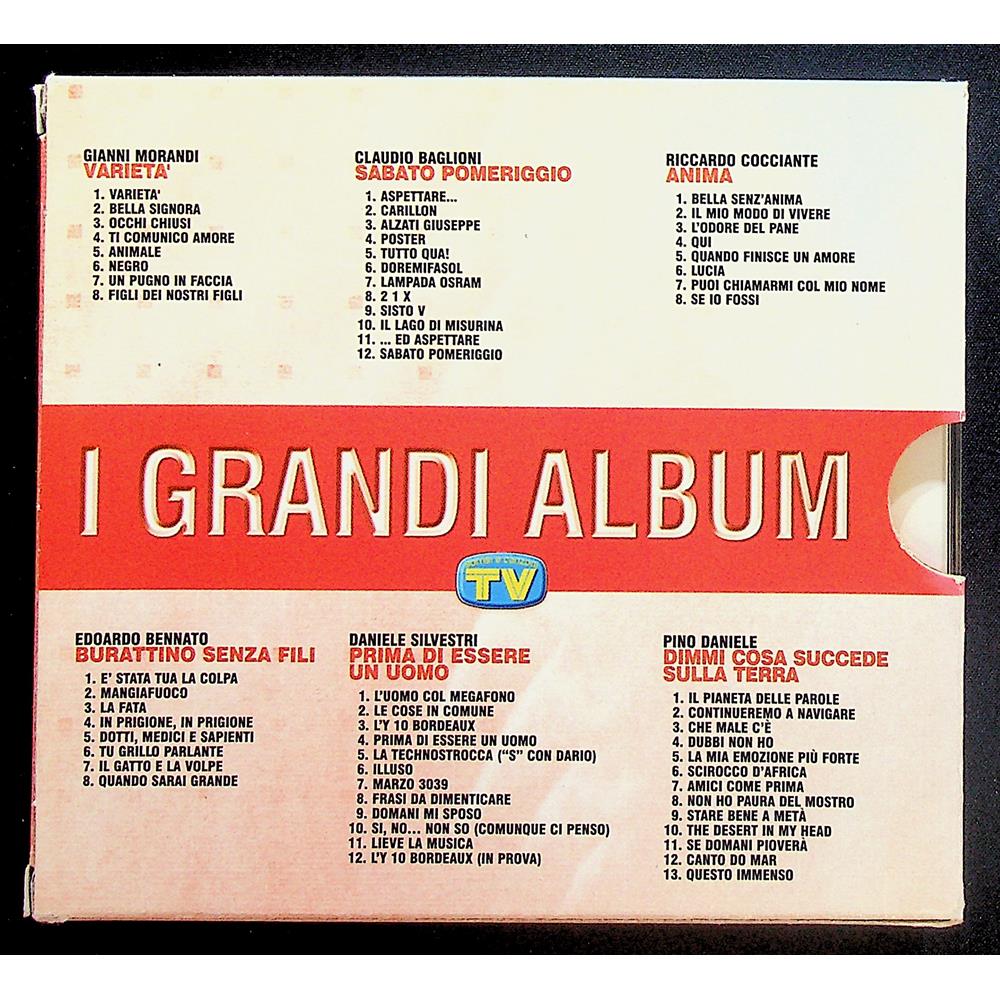 GIANNI MORANDI
VARIETA'
1. VARIETA'
2. BELLA SIGNORA
3. OCCHI CHIUSI
4. TI COMUNICO AMORE
5. ANIMALE
6. NEGRO
7. UN PUGNO IN FACCIA
8. FIGLI DEI NOSTRI FIGLI
CLAUDIO BAGLIONI
SABATO POMERIGGIO
1. ASPETTARE...
2. CARILLON
3. ALZATI GIUSEPPE
4. POSTER
5. TUTTO QUA!
6. DOREMIFASOL
7. LAMPADA OSRAM
8. 2 1 X
9. SISTO V
10. IL LAGO DI MISURINA
11. ... ED ASPETTARE
12. SABATO POMERIGGIO
RICCARDO COCCIANTE
ANIMA
1. BELLA SENZ'ANIMA
2. IL MIO MODO DI VIVERE
3. L'ODORE DEL PANE
4. QUI
5. QUANDO FINISCE UN AMORE
6. LUCIA
7. PUOI CHIAMARMI COL MIO NOME
8. SE IO FOSSI
I GRANDI ALBUM
TV
EDOARDO BENNATO
BURATTINO SENZA FILI
1. E' STATA TUA LA COLPA
2. MANGIAFUOCO
3. LA FATA
4. IN PRIGIONE, IN PRIGIONE
5. DOTTI, MEDICI E SAPIENTI
6. TU GRILLO PARLANTE
7. IL GATTO E LA VOLPE
8. QUANDO SARAI GRANDE
DANIELE SILVESTRI
PRIMA DI ESSERE
UN UOMO
1. L'UOMO COL MEGAFONO
2. LE COSE IN COMUNE
3. L'Y 10 BORDEAUX
4. PRIMA DI ESSERE UN UOMO
5. LA TECHNOSTROCCA ("S" CON DARIO)
6. ILLUSO
7. MARZO 3039
8. FRASI DA DIMENTICARE
9. DOMANI MI SPOSO
10. SI, NO... NON SO (COMUNQUE CI PENSO)
11. LIEVE LA MUSICA
12. L'Y 10 BORDEAUX (IN PROVA)
PINO DANIELE
DIMMI COSA SUCCEDE
SULLA TERRA
1. IL PIANETA DELLE PAROLE
2. CONTINUEREMO A NAVIGARE
3. CHE MALE C'È
4. DUBBI NON HO
5. LA MIA EMOZIONE PIÙ FORTE
6. SCIROCCO D'AFRICA
7. AMICI COME PRIMA
8. NON HO PAURA DEL MOSTRO
9. STARE BENE A METÀ
10. THE DESERT IN MY HEAD
11. SE DOMANI PIOVERÀ
12. CANTO DO MAR
13. QUESTO IMMENSO